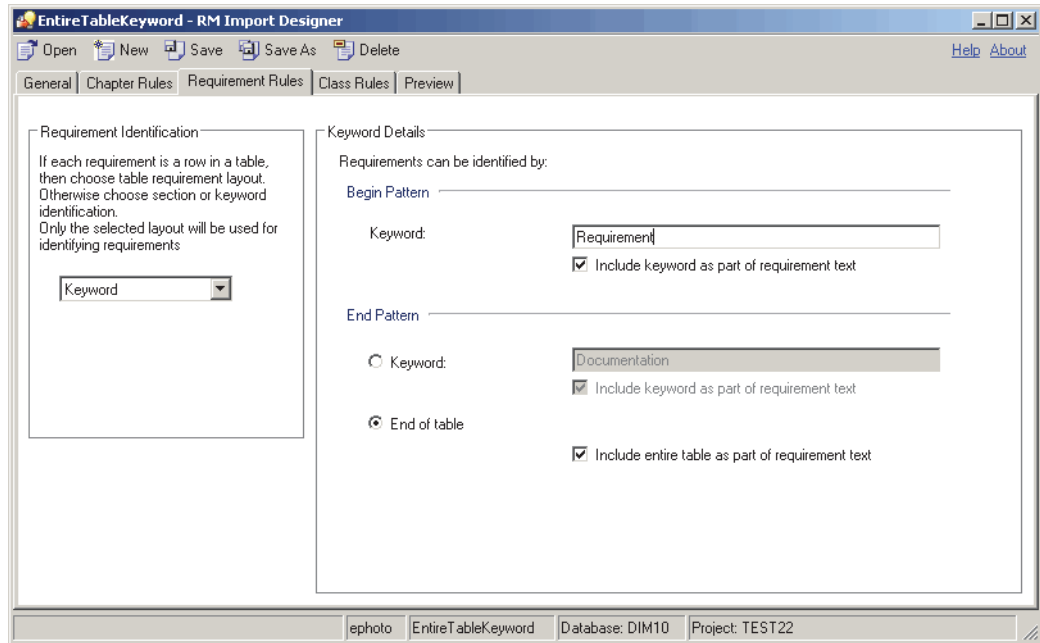 EntireTableKeyword - RM Import Designer
Open New Save Save As Delete Help About
General Chapter Rules Requirement Rules Class Rules Preview
Requirement Identification
If each requirement is a row in a table,
then choose table requirement layout.
Otherwise choose section or keyword
identification.
Only the selected layout will be used for
identifying requirements
Keyword
Keyword Details
Requirements can be identified by:
Begin Pattern
Keyword: Requirement
Include keyword as part of requirement text
End Pattern
Keyword: Documentation
Include keyword as part of requirement text
End of table
Include entire table as part of requirement text
ephoto EntireTableKeyword Database: DIM10 Project: TEST22